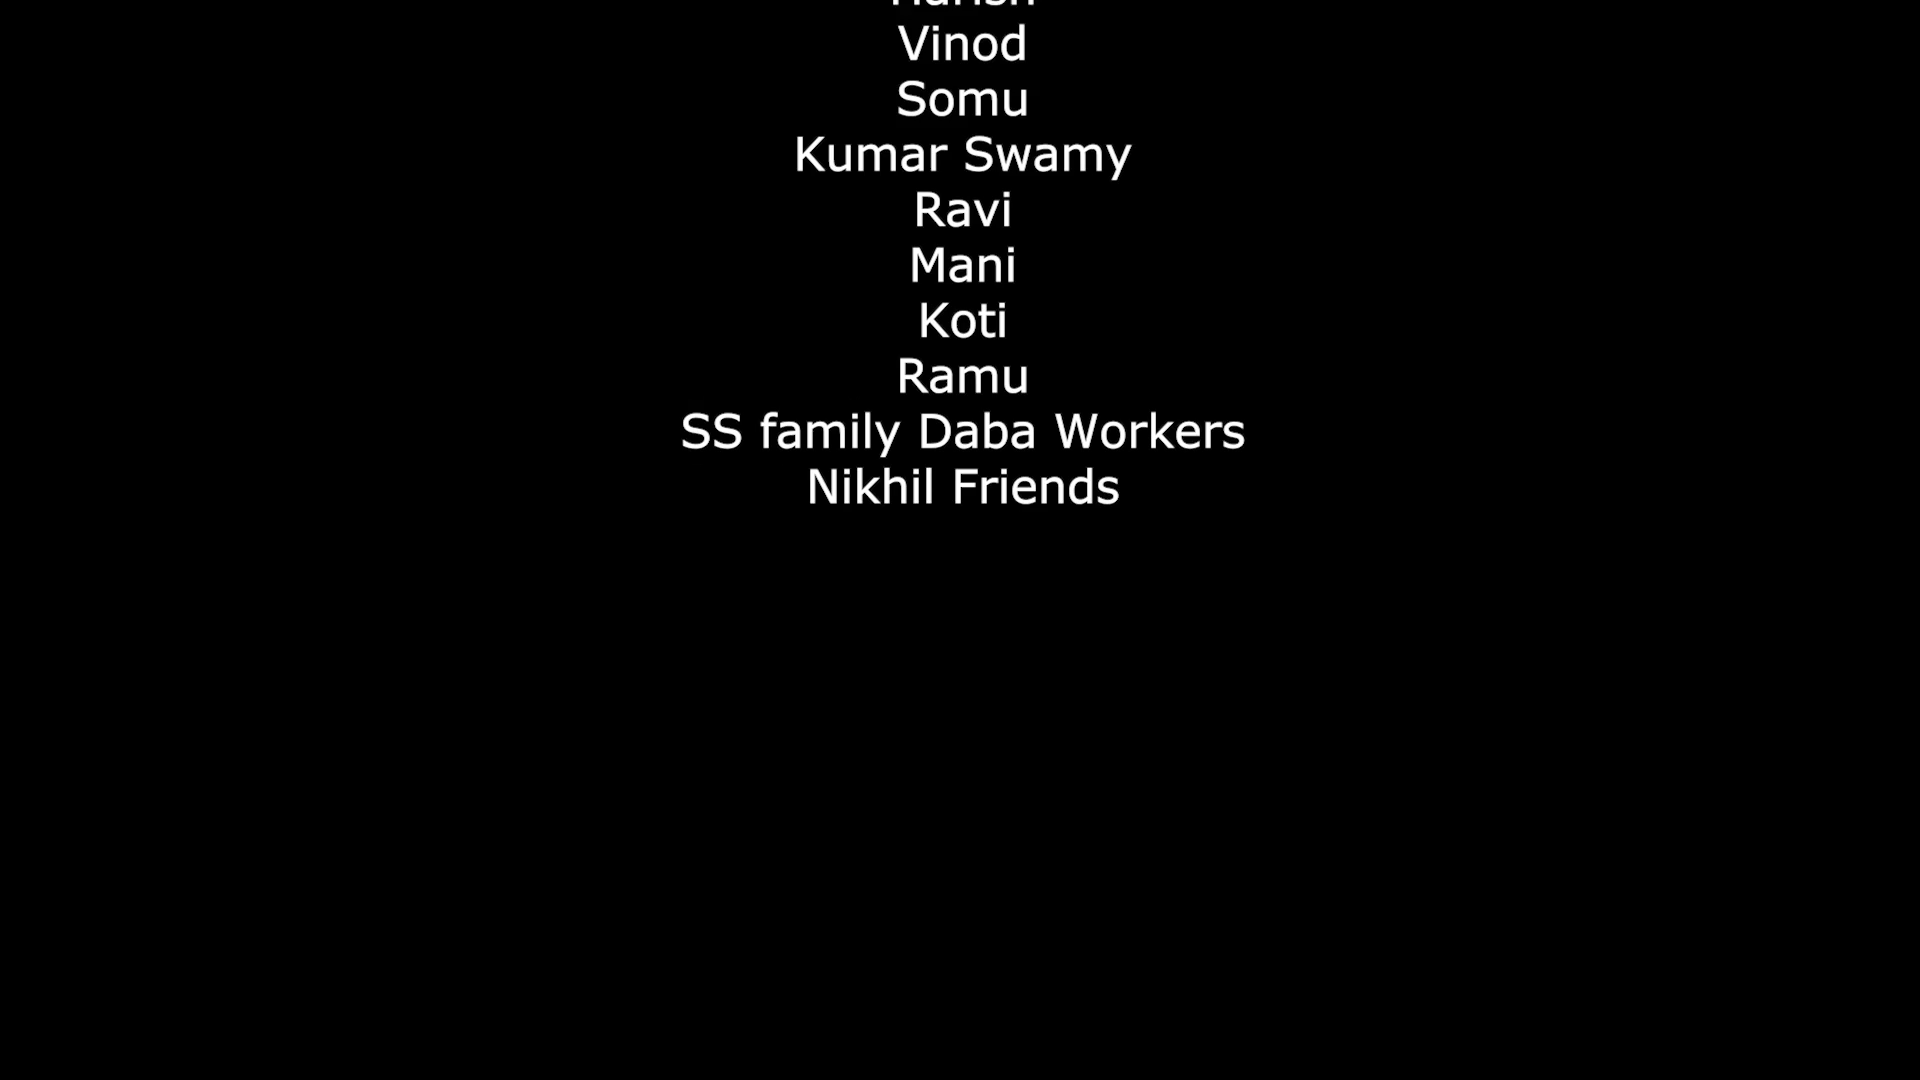 Vinod
Somu
Kumar Swamy
Ravi
Mani
Koti
Ramu
SS family Daba Workers
Nikhil Friends